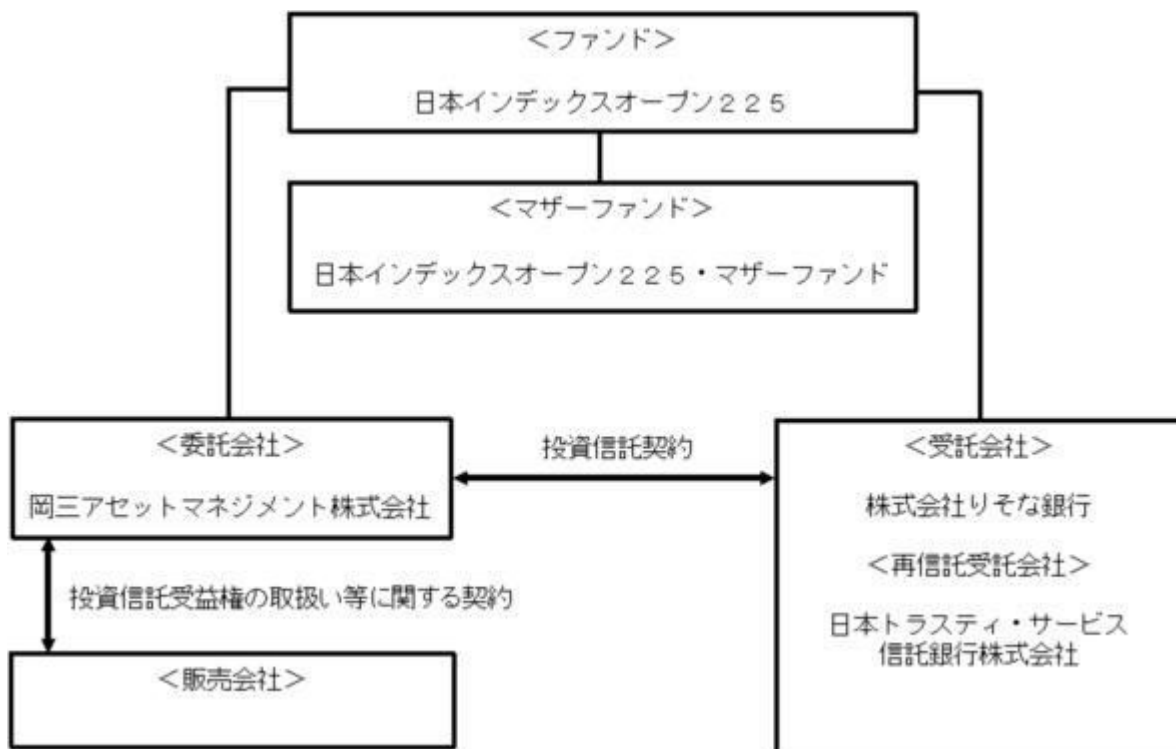 ＜ファンド＞
日本インデックスオープン２２５
＜マザーファンド＞
日本インデックスオープン２２５・マザーファンド
＜委託会社＞
岡三アセットマネジメント株式会社
投資信託契約
＜受託会社＞
株式会社りそな銀行
＜再信託受託会社＞
日本トラスティ・サービス
信託銀行株式会社
投資信託受益権の取扱い等に関する契約
＜販売会社＞